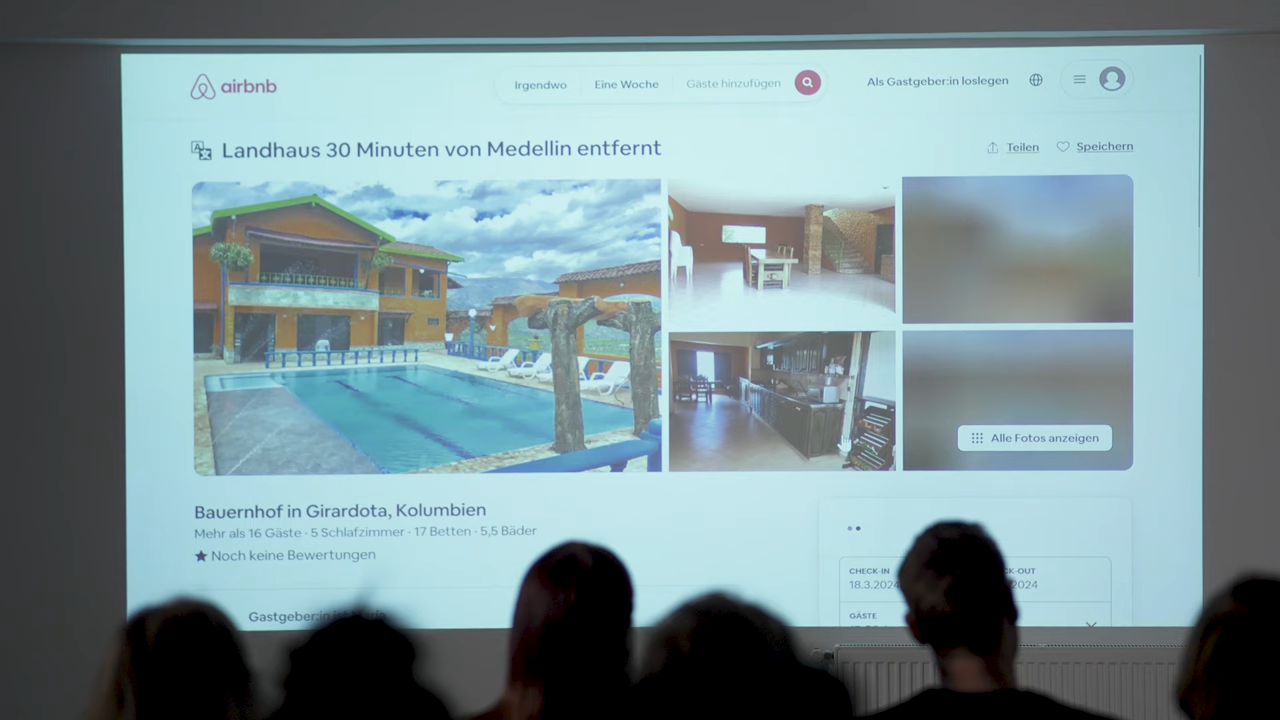 airbnb
Irgendwo Eine Woche Gäste hinzufügen
Als Gastgeber:in loslegen
Landhaus 30 Minuten von Medellin entfernt
Teilen Speichern
Alle Fotos anzeigen
Bauernhof in Girardota, Kolumbien
Mehr als 16 Gäste · 5 Schlafzimmer · 17 Betten · 5,5 Bäder
Noch keine Bewertungen
Gastgeber:in
CHECK-IN
18.3.2024
GÄSTE